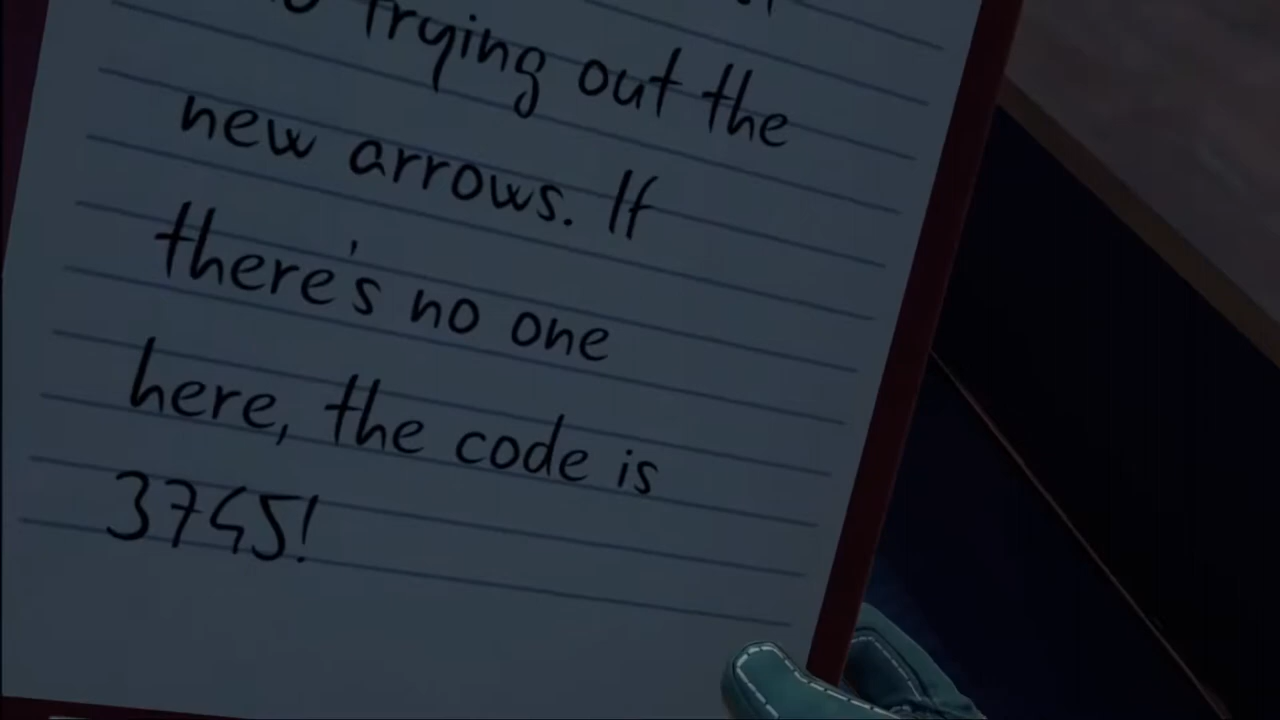 trying out the
new arrows. If
there's no one
here, the code is
3745!